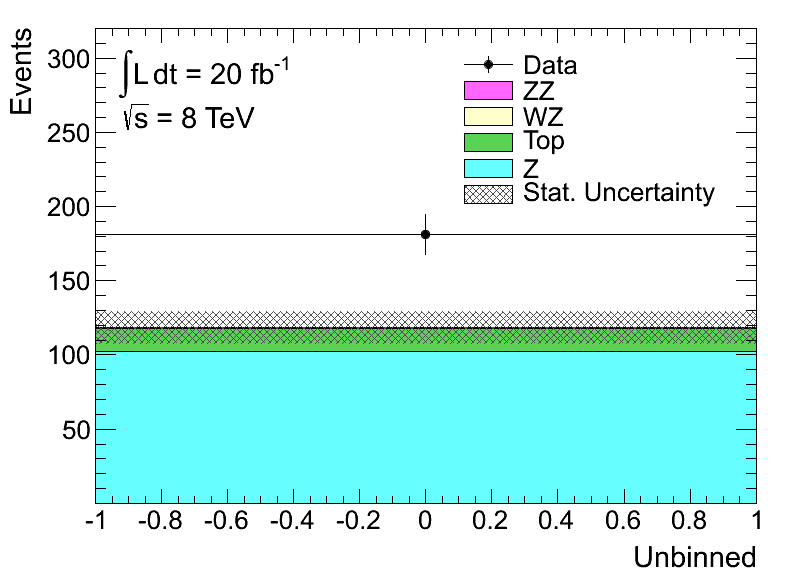 Events
300
250
200
150
100
50
∫L dt = 20 fb⁻¹
√s = 8 TeV
Data
ZZ
WZ
Top
Z
Stat. Uncertainty
-1 -0.8 -0.6 -0.4 -0.2 0 0.2 0.4 0.6 0.8 1
Unbinned